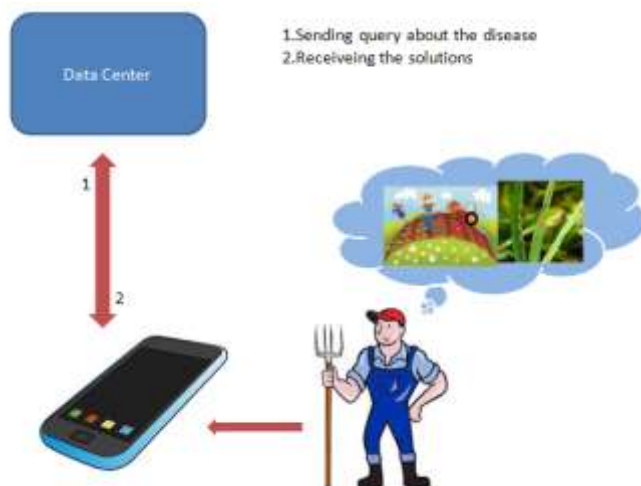 1.Sending query about the disease
2.Receiveing the solutions
Data Center
1
2